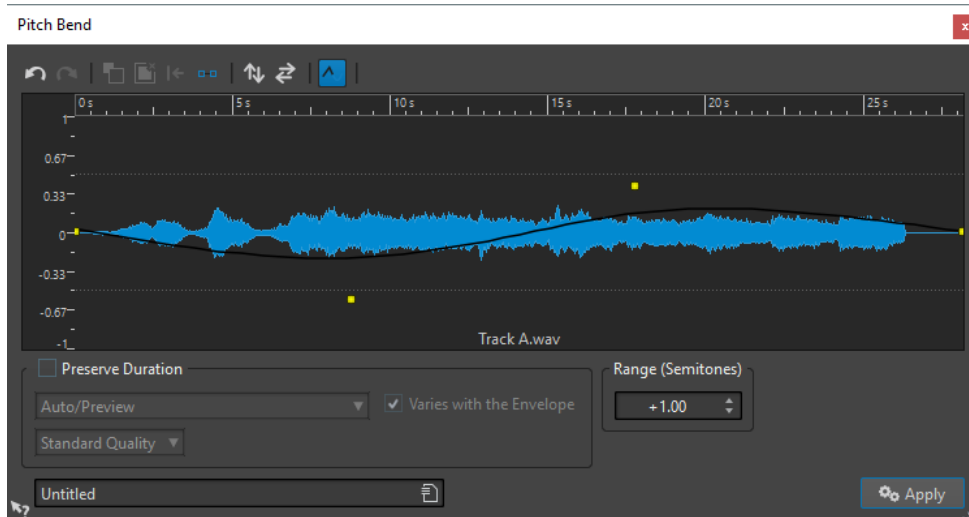 Pitch Bend
x
0 s 5 s 10 s 15 s 20 s 25 s
1
0.67
0.33
0
-0.33
-0.67
-1
Track A.wav
Preserve Duration
Range (Semitones)
Auto/Preview
Varies with the Envelope
+1.00
Standard Quality
Untitled
Apply
?